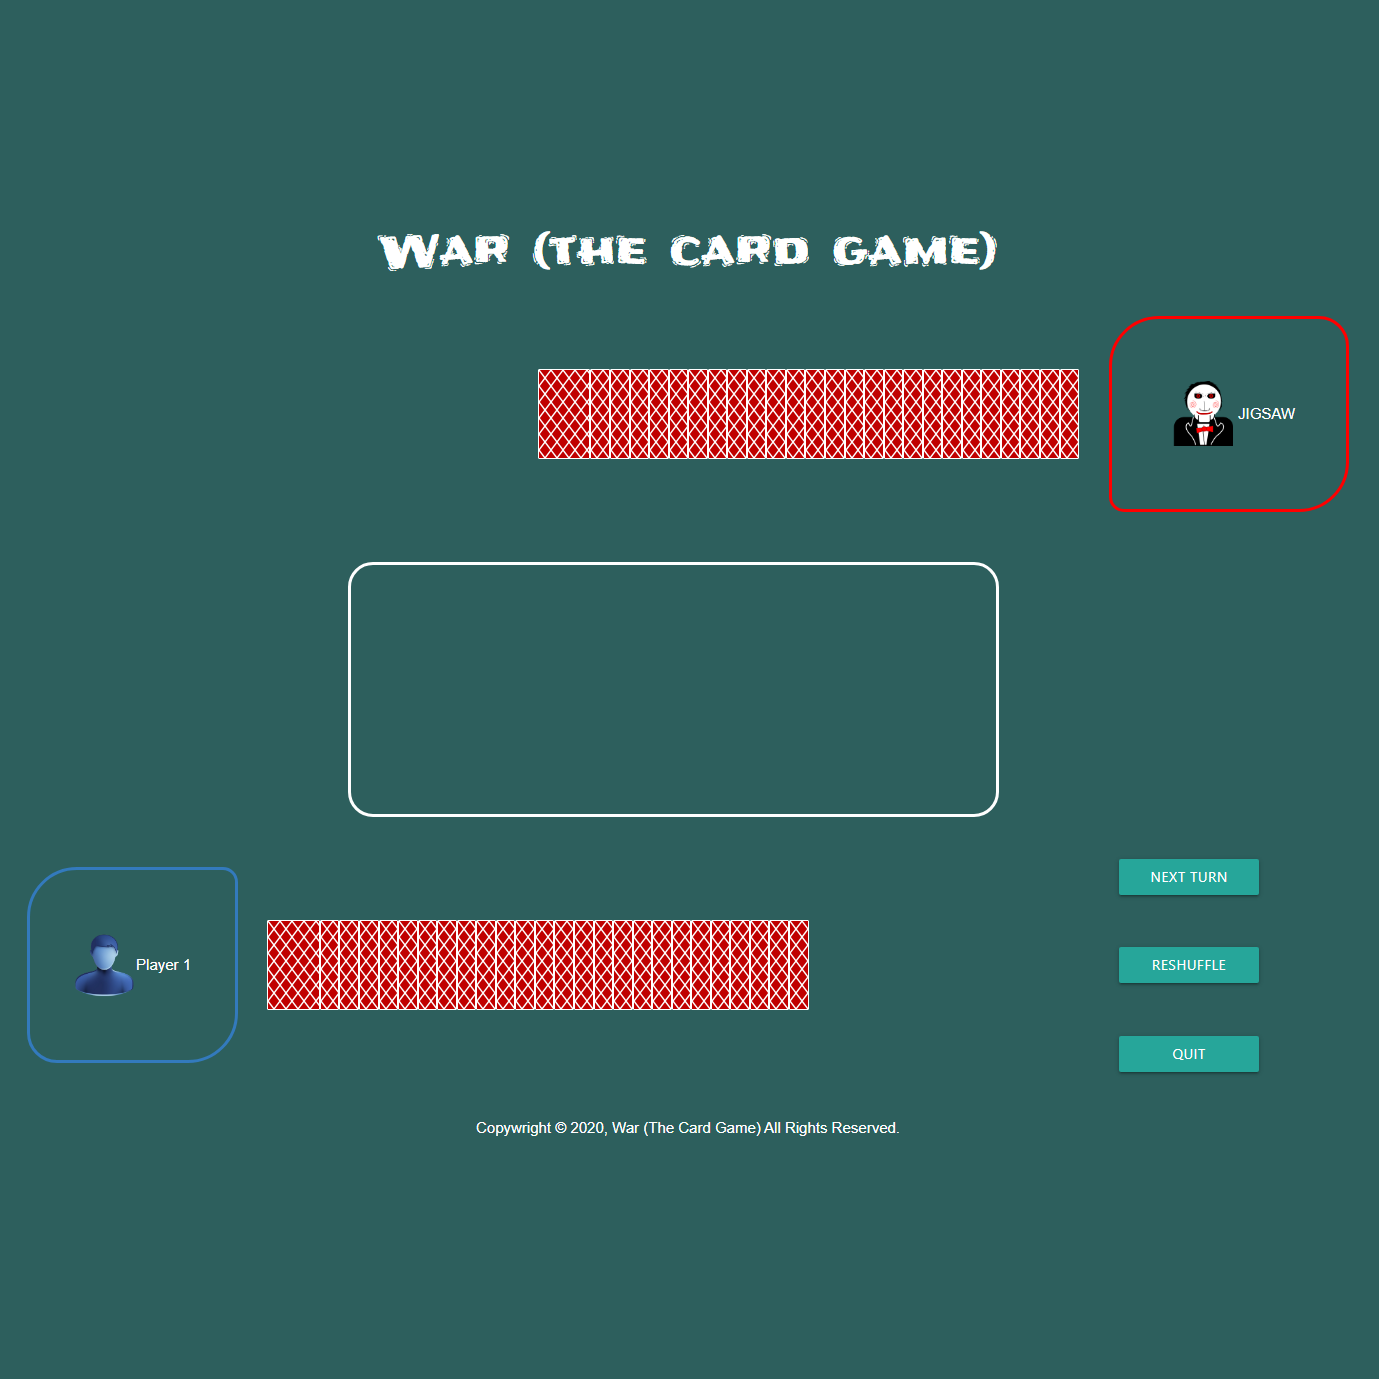 War (the card game)
JIGSAW
Player 1
NEXT TURN
RESHUFFLE
QUIT
Copywright © 2020, War (The Card Game) All Rights Reserved.